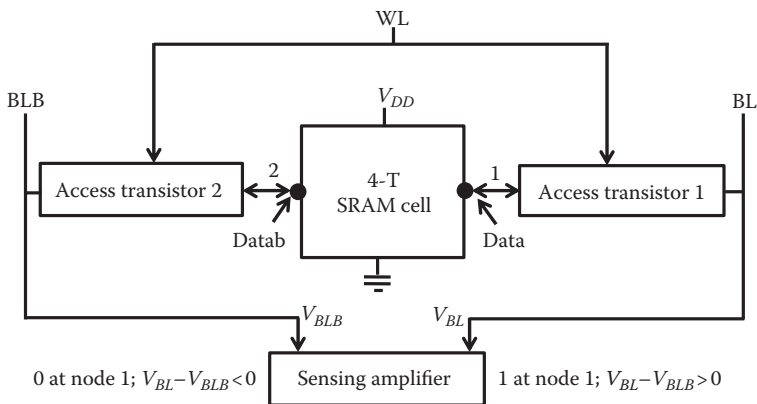 WL
BLB
BL
V_DD
Access transistor 2
2
4-T
SRAM cell
1
Access transistor 1
Datab
Data
V_BLB
V_BL
0 at node 1; V_BL–V_BLB<0
Sensing amplifier
1 at node 1; V_BL–V_BLB>0